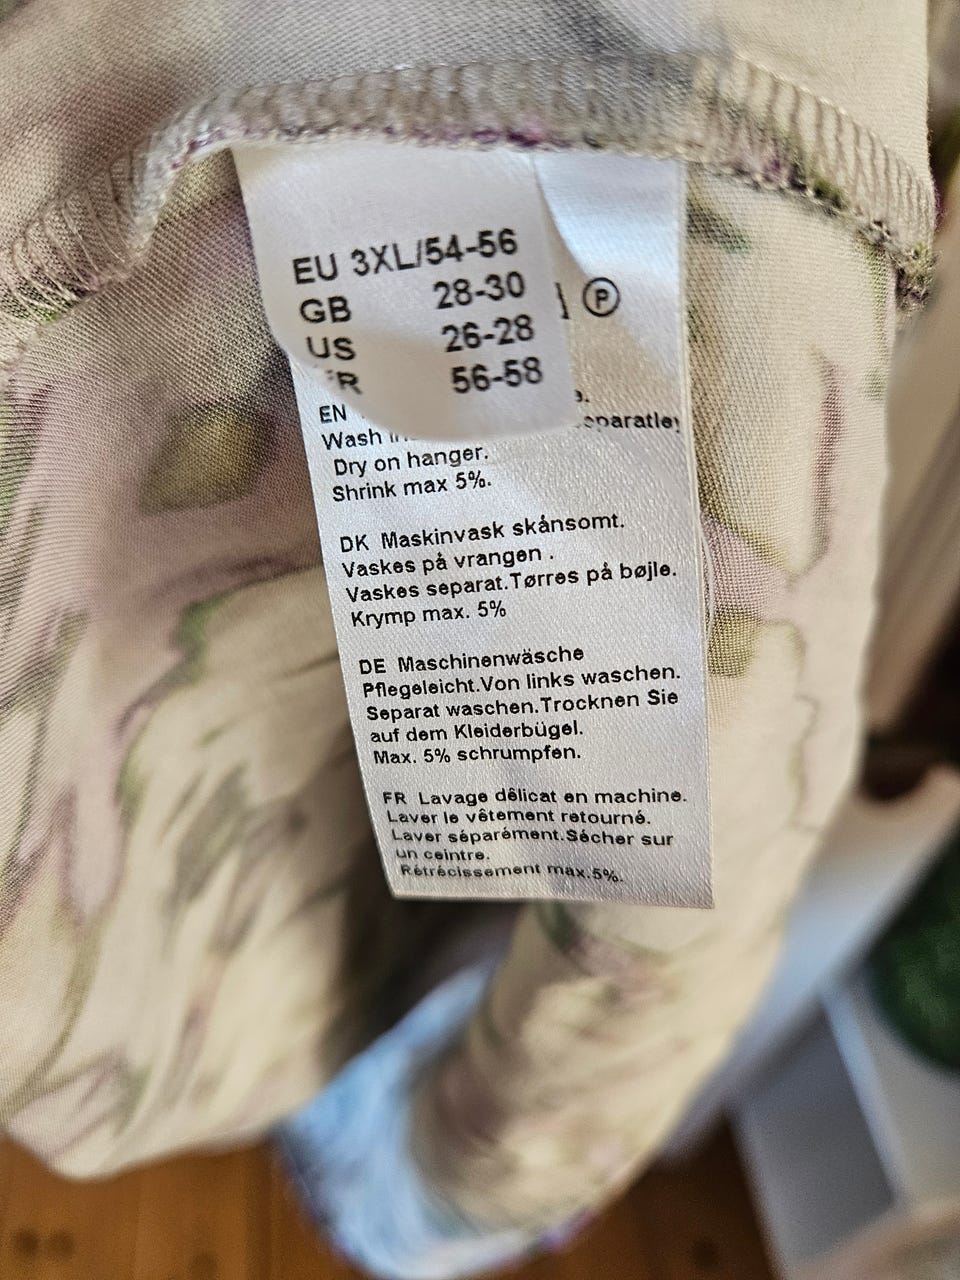 EU 3XL/54-56
GB 28-30
US 26-28
56-58
P
EN
Wash
Dry on hanger.
Shrink max 5%.
DK Maskinvask skånsomt.
Vaskes på vrangen .
Vaskes separat.Tørres på bøjle.
Krymp max. 5%
DE Maschinenwäsche
Pflegeleicht.Von links waschen.
Separat waschen.Trocknen Sie
auf dem Kleiderbügel.
Max. 5% schrumpfen.
FR Lavage dêlicat en machine.
Laver le vêtement retourné.
Laver séparément.Sécher sur
un ceintre.
Rétrécissement max.5%.